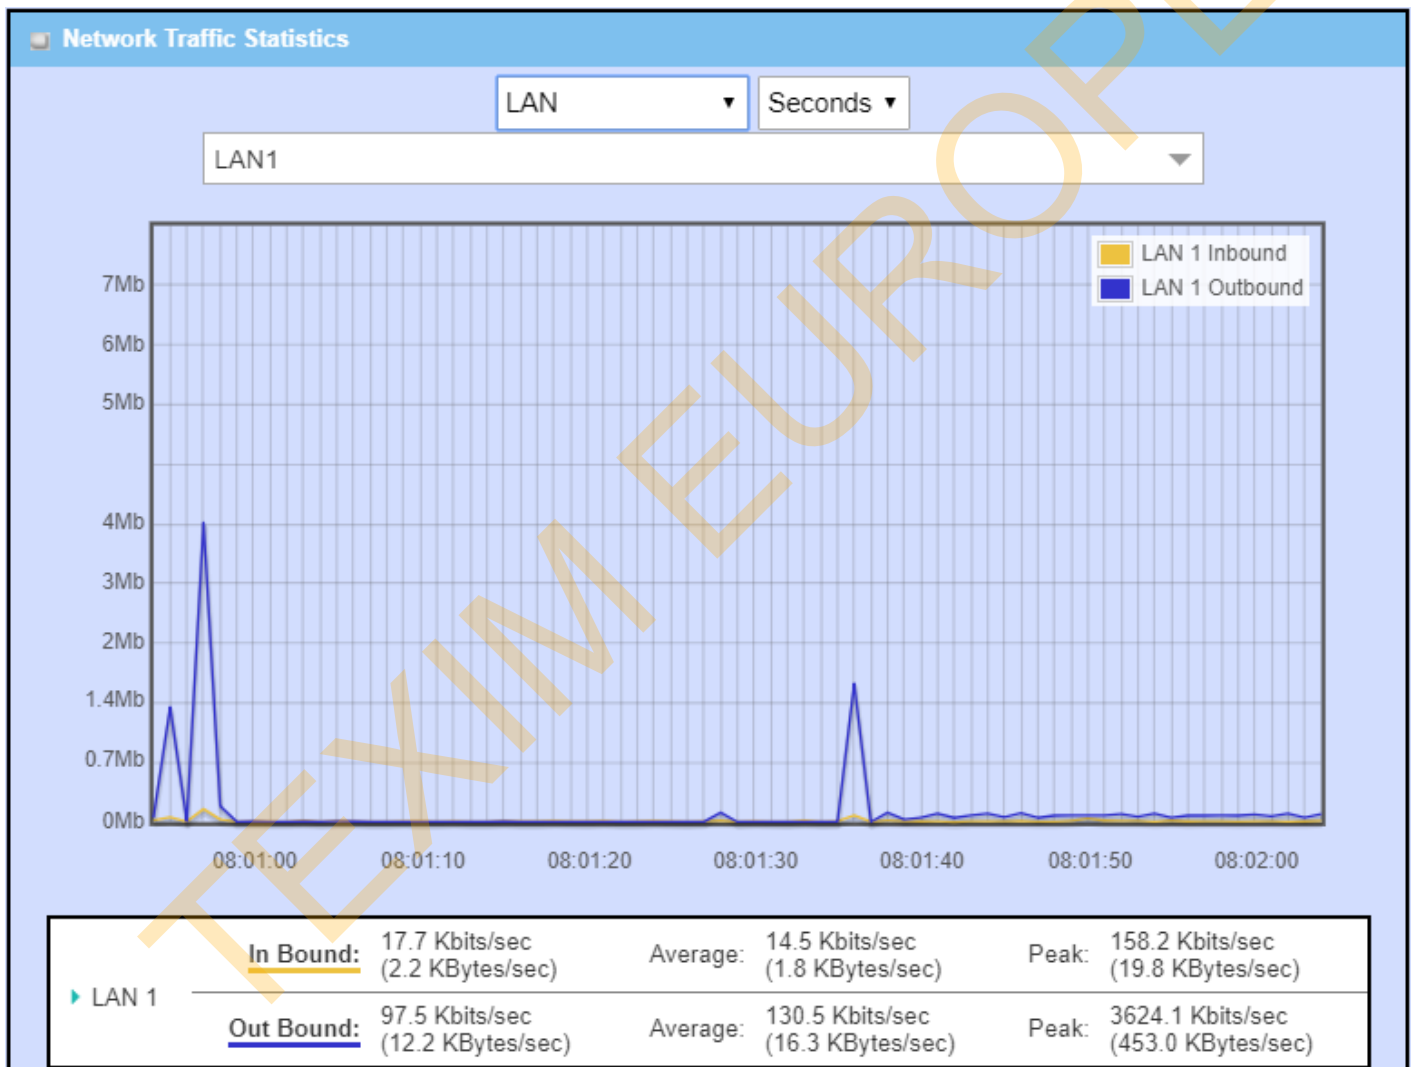 Network Traffic Statistics
LAN Seconds
LAN1
LAN 1 Inbound
LAN 1 Outbound
7Mb
6Mb
5Mb
4Mb
3Mb
2Mb
1.4Mb
0.7Mb
0Mb
08:01:00 08:01:10 08:01:20 08:01:30 08:01:40 08:01:50 08:02:00
LAN 1
In Bound: 17.7 Kbits/sec Average: 14.5 Kbits/sec Peak: 158.2 Kbits/sec
(2.2 KBytes/sec) (1.8 KBytes/sec) (19.8 KBytes/sec)
Out Bound: 97.5 Kbits/sec Average: 130.5 Kbits/sec Peak: 3624.1 Kbits/sec
(12.2 KBytes/sec) (16.3 KBytes/sec) (453.0 KBytes/sec)
TEXIM EUROPE